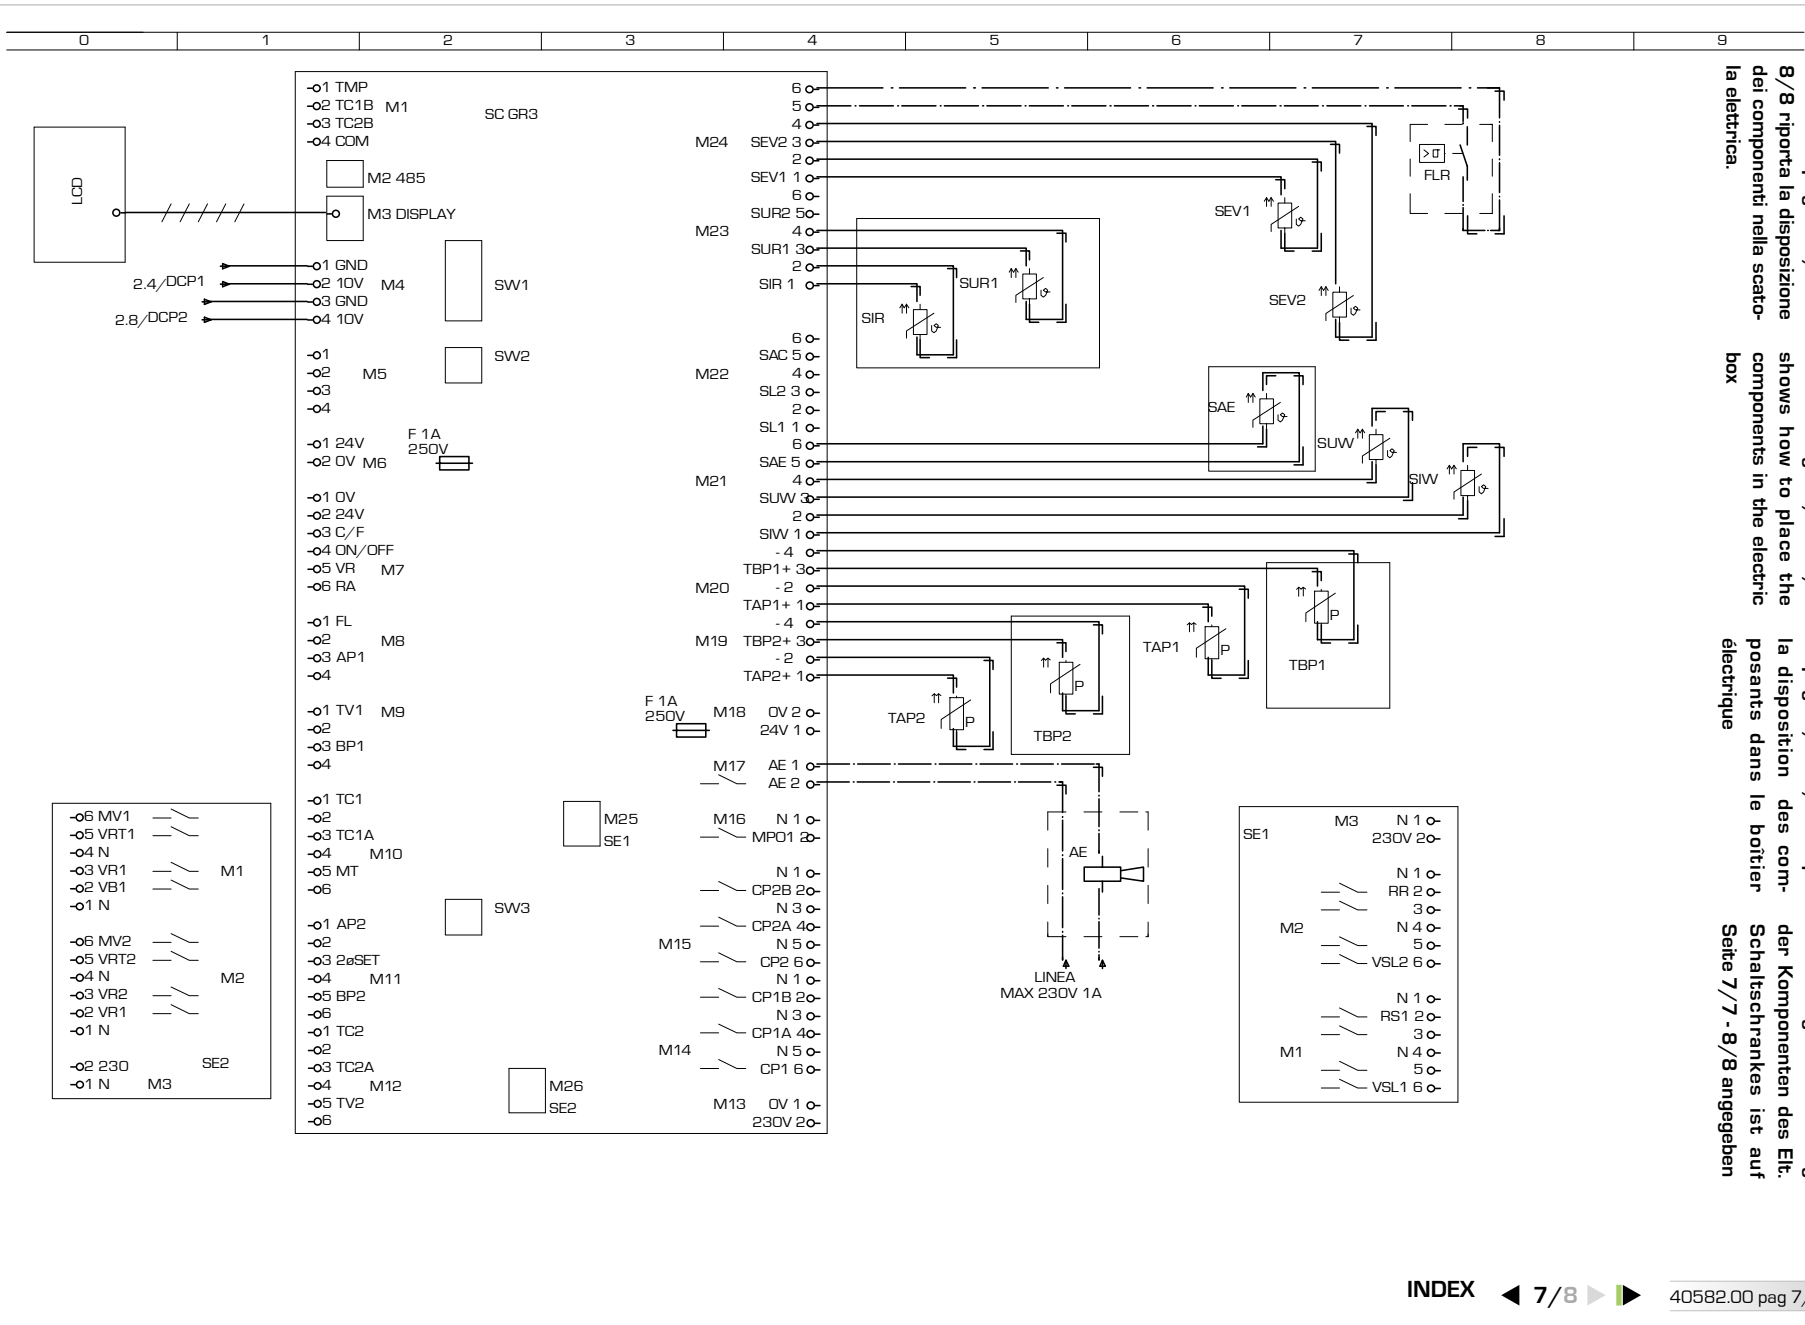 0 1 2 3 4 5 6 7 8 9
LCD
2.4/DCP1
2.8/DCP2
SC GR3
1 TMP
2 TC1B M1
3 TC2B
4 COM
M2 485
M3 DISPLAY
1 GND
2 10V M4
3 GND
4 10V
SW1
SW2
1
2 M5
3
4
F 1A
250V
1 24V
2 0V M6
1 0V
2 24V
3 C/F
4 ON/OFF
5 VR M7
6 RA
1 FL
2 M8
3 AP1
4
1 TV1 M9
2
3 BP1
4
1 TC1
2
3 TC1A
4 M10
5 MT
6
SW3
1 AP2
2
3 2øSET
4 M11
5 BP2
6
1 TC2
2
3 TC2A
4 M12
5 TV2
6
M25
SE1
M26
SE2
6
5
4
M24 SEV2 3
2
SEV1 1
6
SUR2 5
M23 4
SUR1 3
2
SIR 1
6
SAC 5
M22 4
SL2 3
2
SL1 1
6
SAE 5
M21 4
SUW 3
2
SIW 1
- 4
TBP1+ 3
M20 - 2
TAP1+ 1
- 4
M19 TBP2+ 3
- 2
TAP2+ 1
F 1A
250V
M18 0V 2
24V 1
M17 AE 1
AE 2
M16 N 1
MPO1 2
N 1
CP2B 2
N 3
CP2A 4
M15 N 5
CP2 6
N 1
CP1B 2
N 3
CP1A 4
M14 N 5
CP1 6
M13 0V 1
230V 2
FLR
SEV1
SEV2
SIR
SUR1
SAE
SUW
SIW
TAP1
P
TBP1
P
TAP2
P
TBP2
P
AE
LINEA
MAX 230V 1A
6 MV1
5 VRT1
4 N
3 VR1 M1
2 VB1
1 N
6 MV2
5 VRT2
4 N M2
3 VR2
2 VR1
1 N
2 230 SE2
1 N M3
SE1
M3 N 1
230V 2
N 1
RR 2
3
M2 N 4
5
VSL2 6
N 1
RS1 2
3
M1 N 4
5
VSL1 6
8/8 riporta la disposizione
dei componenti nella scato-
la elettrica.
shows how to place the
components in the electric
box
la disposition des com-
posants dans le boîtier
électrique
der Komponenten des Elt.
Schaltschrankes ist auf
Seite 7/7 - 8/8 angegeben
INDEX 7/8
40582.00 pag 7/